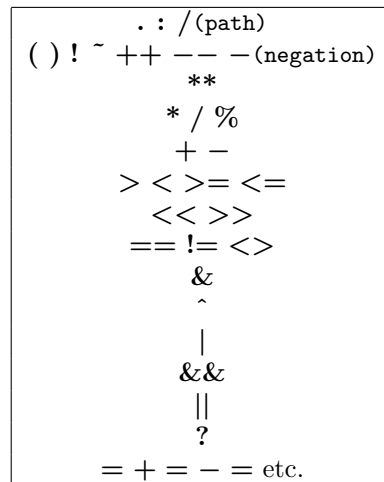 . : /(path)
( ) ! ~ ++ -- -(negation)
**
* / %
+ -
> < >= <=
<< >>
== != <>
&
^
|
&&
||
?
= + = - = etc.